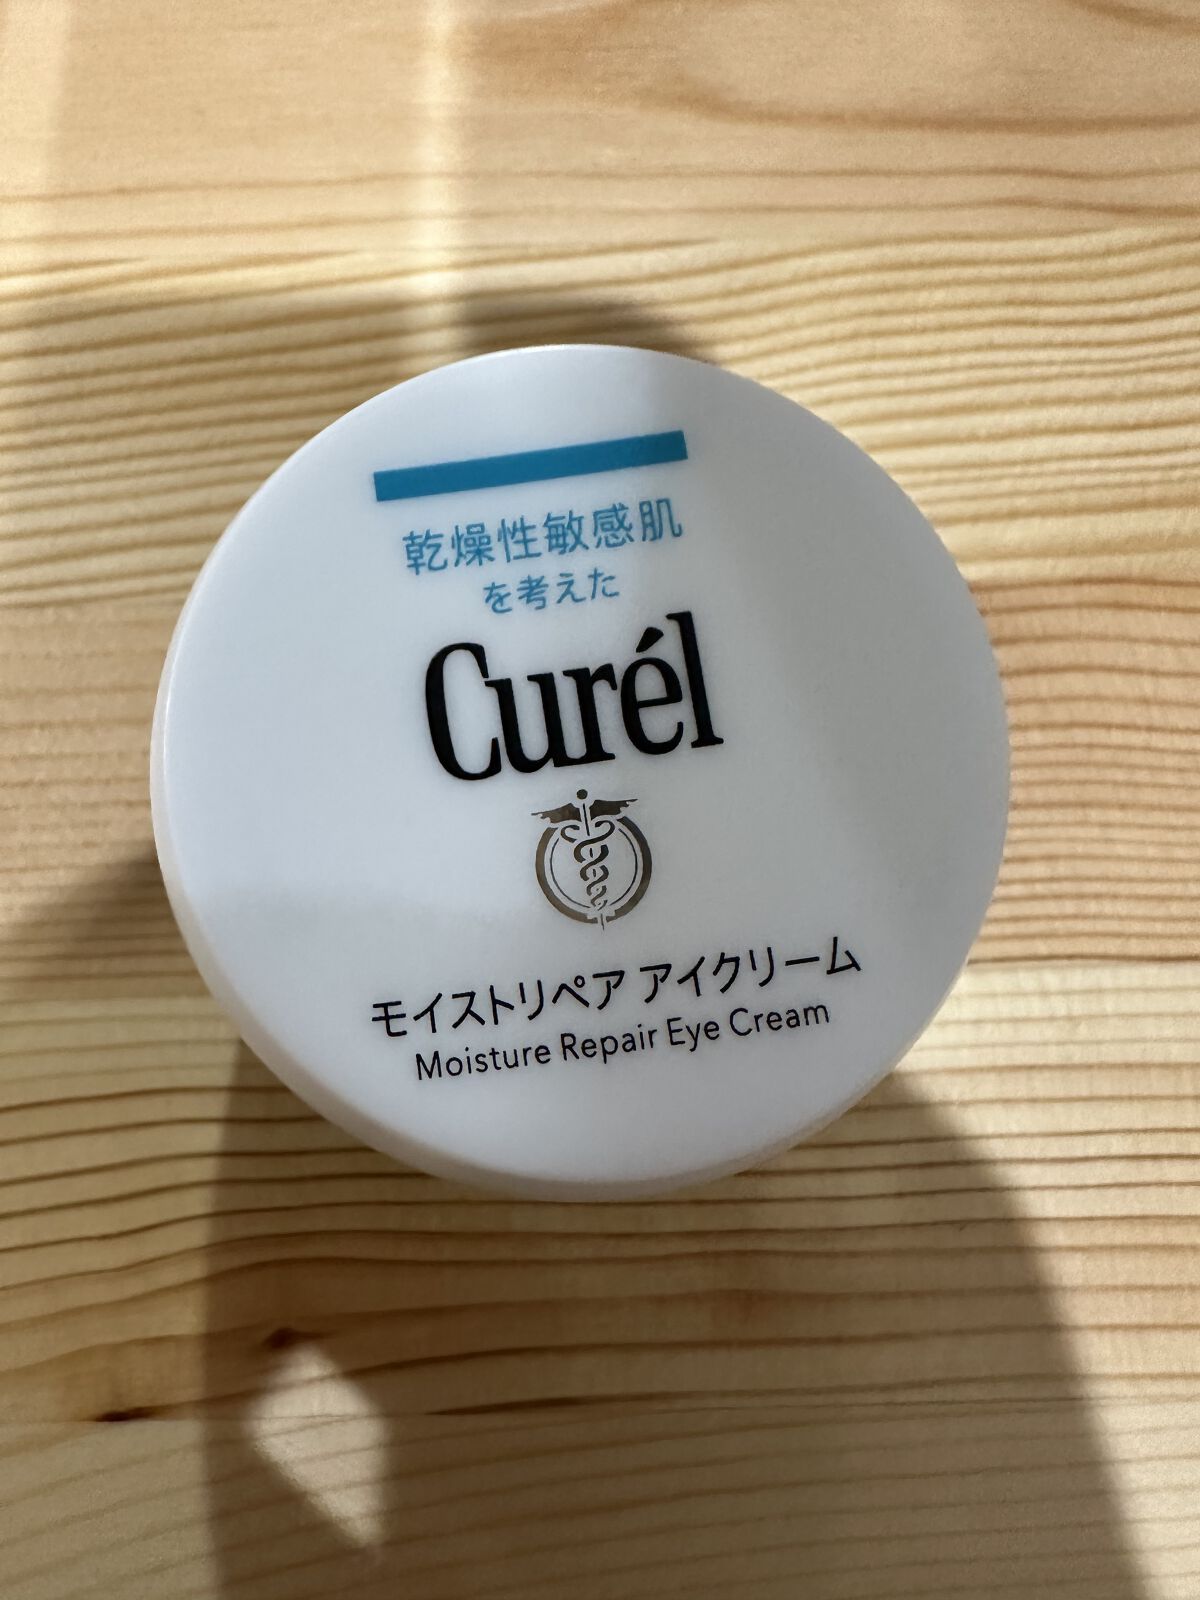 乾燥性敏感肌
を考えた
Curél
モイストリペア アイクリーム
Moisture Repair Eye Cream